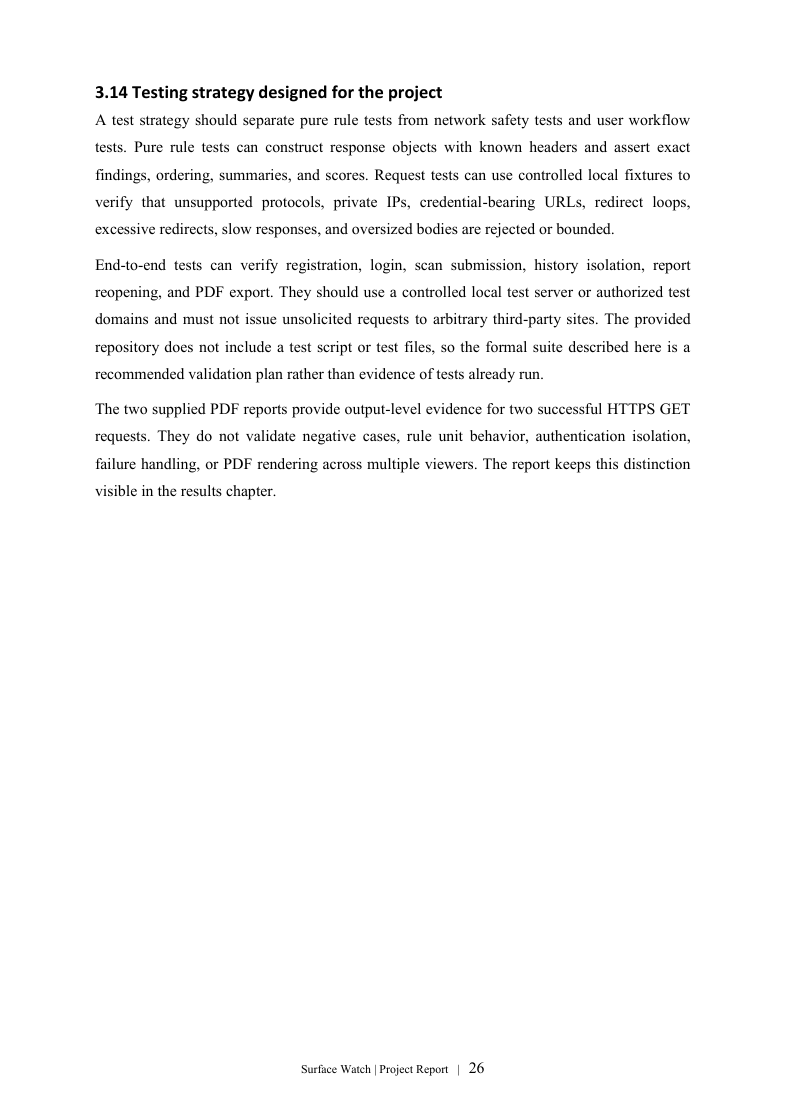 3.14 Testing strategy designed for the project
A test strategy should separate pure rule tests from network safety tests and user workflow
tests. Pure rule tests can construct response objects with known headers and assert exact
findings, ordering, summaries, and scores. Request tests can use controlled local fixtures to
verify that unsupported protocols, private IPs, credential-bearing URLs, redirect loops,
excessive redirects, slow responses, and oversized bodies are rejected or bounded.
End-to-end tests can verify registration, login, scan submission, history isolation, report
reopening, and PDF export. They should use a controlled local test server or authorized test
domains and must not issue unsolicited requests to arbitrary third-party sites. The provided
repository does not include a test script or test files, so the formal suite described here is a
recommended validation plan rather than evidence of tests already run.
The two supplied PDF reports provide output-level evidence for two successful HTTPS GET
requests. They do not validate negative cases, rule unit behavior, authentication isolation,
failure handling, or PDF rendering across multiple viewers. The report keeps this distinction
visible in the results chapter.
Surface Watch | Project Report | 26